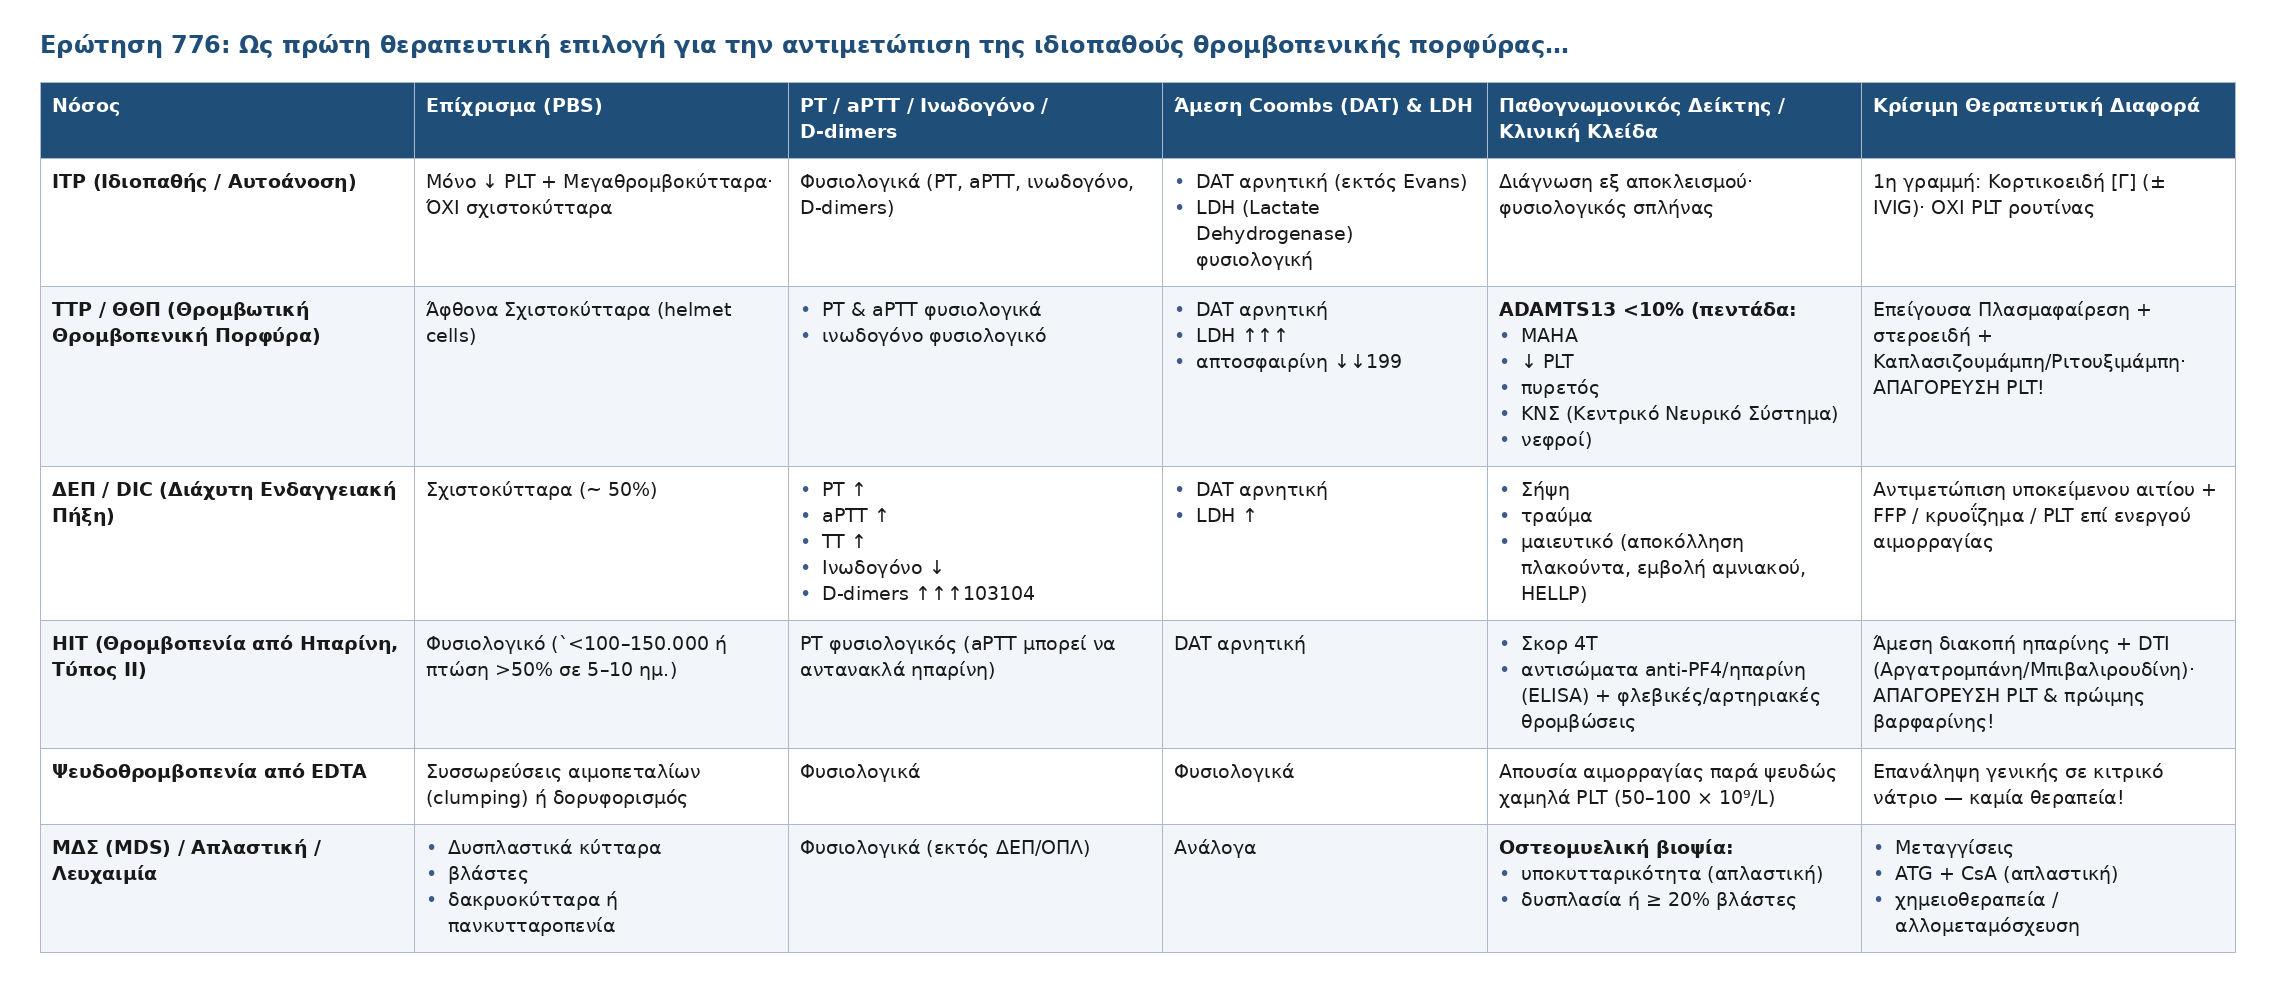 Ερώτηση 776: Ως πρώτη θεραπευτική επιλογή για την αντιμετώπιση της ιδιοπαθούς θρομβοπενικής πορφύρας…
Νόσος
Επίχρισμα (PBS)
PT / aPTT / Ινωδογόνο /
D-dimers
Άμεση Coombs (DAT) & LDH
Παθογνωμονικός Δείκτης /
Κλινική Κλείδα
Κρίσιμη Θεραπευτική Διαφορά
ITP (Ιδιοπαθής / Αυτοάνοση)
Μόνο ↓ PLT + Μεγαθρομβοκύτταρα·
ΌΧΙ σχιστοκύτταρα
Φυσιολογικά (PT, aPTT, ινωδογόνο,
D-dimers)
• DAT αρνητική (εκτός Evans)
• LDH (Lactate
Dehydrogenase)
φυσιολογική
Διάγνωση εξ αποκλεισμού·
φυσιολογικός σπλήνας
1η γραμμή: Κορτικοειδή [Γ] (±
IVIG)· ΟΧΙ PLT ρουτίνας
TTP / ΘΘΠ (Θρομβωτική
Θρομβοπενική Πορφύρα)
Άφθονα Σχιστοκύτταρα (helmet
cells)
• PT & aPTT φυσιολογικά
• ινωδογόνο φυσιολογικό
• DAT αρνητική
• LDH ↑↑↑
• απτοσφαιρίνη ↓↓199
ADAMTS13 <10% (πεντάδα:
• MAHA
• ↓ PLT
• πυρετός
• ΚΝΣ (Κεντρικό Νευρικό Σύστημα)
• νεφροί)
Επείγουσα Πλασμαφαίρεση +
στεροειδή +
Καπλασιζουμάμπη/Ριτουξιμάμπη·
ΑΠΑΓΟΡΕΥΣΗ PLT!
ΔΕΠ / DIC (Διάχυτη Ενδαγγειακή
Πήξη)
Σχιστοκύτταρα (~ 50%)
• PT ↑
• aPTT ↑
• TT ↑
• Ινωδογόνο ↓
• D-dimers ↑↑↑103104
• DAT αρνητική
• LDH ↑
• Σήψη
• τραύμα
• μαιευτικό (αποκόλληση
πλακούντα, εμβολή αμνιακού,
HELLP)
Αντιμετώπιση υποκείμενου αιτίου +
FFP / κρυοΐζημα / PLT επί ενεργού
αιμορραγίας
HIT (Θρομβοπενία από Ηπαρίνη,
Τύπος II)
Φυσιολογικό (`<100–150.000 ή
πτώση >50% σε 5–10 ημ.)
PT φυσιολογικός (aPTT μπορεί να
αντανακλά ηπαρίνη)
DAT αρνητική
• Σκορ 4T
• αντισώματα anti-PF4/ηπαρίνη
(ELISA) + φλεβικές/αρτηριακές
θρομβώσεις
Άμεση διακοπή ηπαρίνης + DTI
(Αργατρομπάνη/Μπιβαλιρουδίνη)·
ΑΠΑΓΟΡΕΥΣΗ PLT & πρώιμης
βαρφαρίνης!
Ψευδοθρομβοπενία από EDTA
Συσσωρεύσεις αιμοπεταλίων
(clumping) ή δορυφορισμός
Φυσιολογικά
Φυσιολογικά
Απουσία αιμορραγίας παρά ψευδώς
χαμηλά PLT (50–100 × 10⁹/L)
Επανάληψη γενικής σε κιτρικό
νάτριο — καμία θεραπεία!
ΜΔΣ (MDS) / Απλαστική /
Λευχαιμία
• Δυσπλαστικά κύτταρα
• βλάστες
• δακρυοκύτταρα ή
πανκυτταροπενία
Φυσιολογικά (εκτός ΔΕΠ/ΟΠΛ)
Ανάλογα
Οστεομυελική βιοψία:
• υποκυτταρικότητα (απλαστική)
• δυσπλασία ή ≥ 20% βλάστες
• Μεταγγίσεις
• ATG + CsA (απλαστική)
• χημειοθεραπεία /
αλλομεταμόσχευση